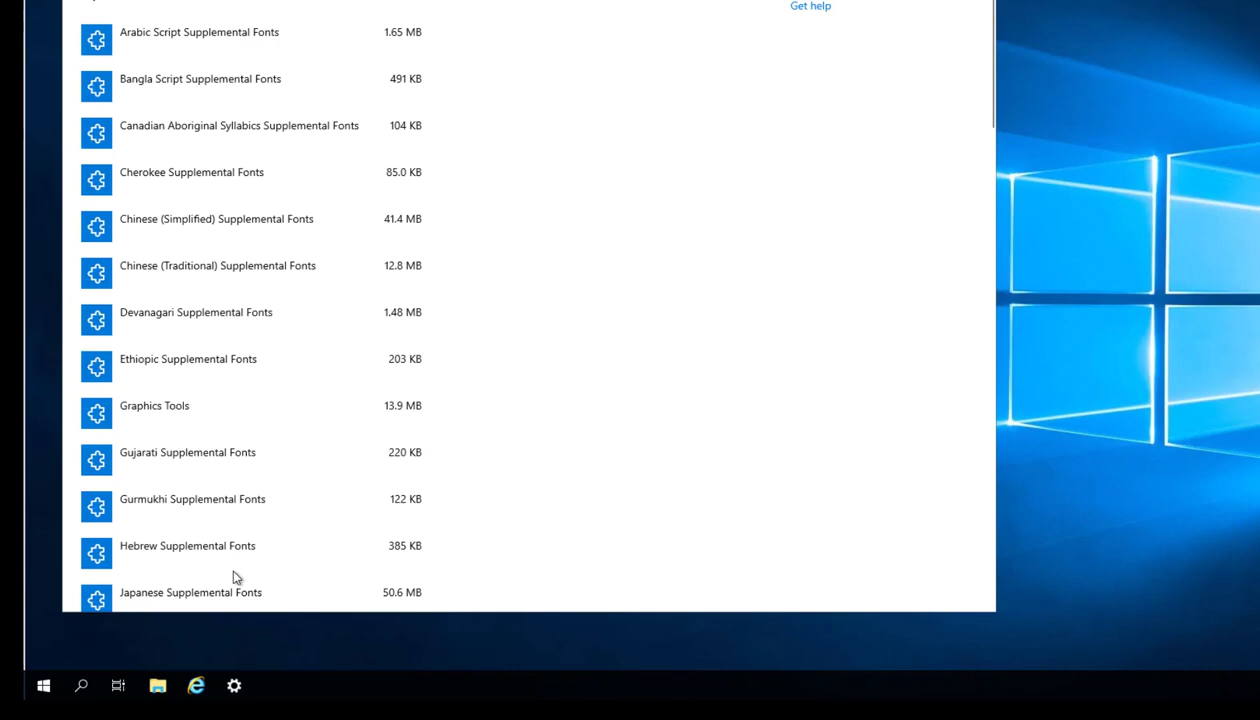 Get help
Arabic Script Supplemental Fonts 1.65 MB
Bangla Script Supplemental Fonts 491 KB
Canadian Aboriginal Syllabics Supplemental Fonts 104 KB
Cherokee Supplemental Fonts 85.0 KB
Chinese (Simplified) Supplemental Fonts 41.4 MB
Chinese (Traditional) Supplemental Fonts 12.8 MB
Devanagari Supplemental Fonts 1.48 MB
Ethiopic Supplemental Fonts 203 KB
Graphics Tools 13.9 MB
Gujarati Supplemental Fonts 220 KB
Gurmukhi Supplemental Fonts 122 KB
Hebrew Supplemental Fonts 385 KB
Japanese Supplemental Fonts 50.6 MB